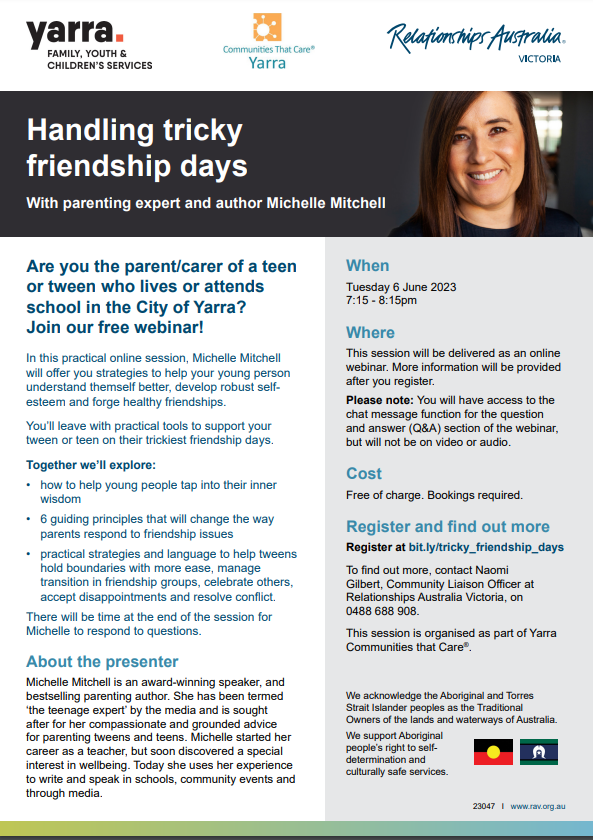 yarra.
FAMILY, YOUTH &
CHILDREN'S SERVICES
Communities That Care®
Yarra
Relationships Australia®
VICTORIA
Handling tricky
friendship days
With parenting expert and author Michelle Mitchell
Are you the parent/carer of a teen
or tween who lives or attends
school in the City of Yarra?
Join our free webinar!
In this practical online session, Michelle Mitchell
will offer you strategies to help your young person
understand themself better, develop robust self-
esteem and forge healthy friendships.
You'll leave with practical tools to support your
tween or teen on their trickiest friendship days.
Together we'll explore:
• how to help young people tap into their inner
wisdom
• 6 guiding principles that will change the way
parents respond to friendship issues
• practical strategies and language to help tweens
hold boundaries with more ease, manage
transition in friendship groups, celebrate others,
accept disappointments and resolve conflict.
There will be time at the end of the session for
Michelle to respond to questions.
About the presenter
Michelle Mitchell is an award-winning speaker, and
bestselling parenting author. She has been termed
'the teenage expert' by the media and is sought
after for her compassionate and grounded advice
for parenting tweens and teens. Michelle started her
career as a teacher, but soon discovered a special
interest in wellbeing. Today she uses her experience
to write and speak in schools, community events and
through media.
When
Tuesday 6 June 2023
7:15 - 8:15pm
Where
This session will be delivered as an online
webinar. More information will be provided
after you register.
Please note: You will have access to the
chat message function for the question
and answer (Q&A) section of the webinar,
but will not be on video or audio.
Cost
Free of charge. Bookings required.
Register and find out more
Register at bit.ly/tricky_friendship_days
To find out more, contact Naomi
Gilbert, Community Liaison Officer at
Relationships Australia Victoria, on
0488 688 908.
This session is organised as part of Yarra
Communities that Care®.
We acknowledge the Aboriginal and Torres
Strait Islander peoples as the Traditional
Owners of the lands and waterways of Australia.
We support Aboriginal
people's right to self-
determination and
culturally safe services.
23047 I www.rav.org.au